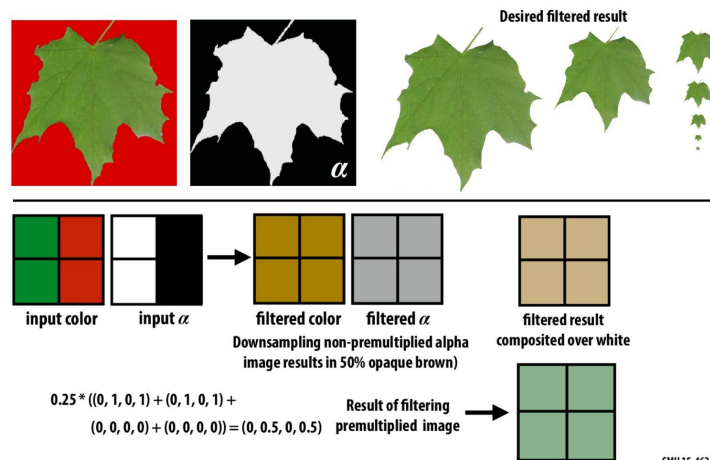 Desired filtered result
α
input color
input α
filtered color
filtered α
filtered result
composited over white
Downsampling non-premultiplied alpha
image results in 50% opaque brown)
0.25 * ((0, 1, 0, 1) + (0, 1, 0, 1) +
(0, 0, 0, 0) + (0, 0, 0, 0)) = (0, 0.5, 0, 0.5)
Result of filtering
premultiplied image